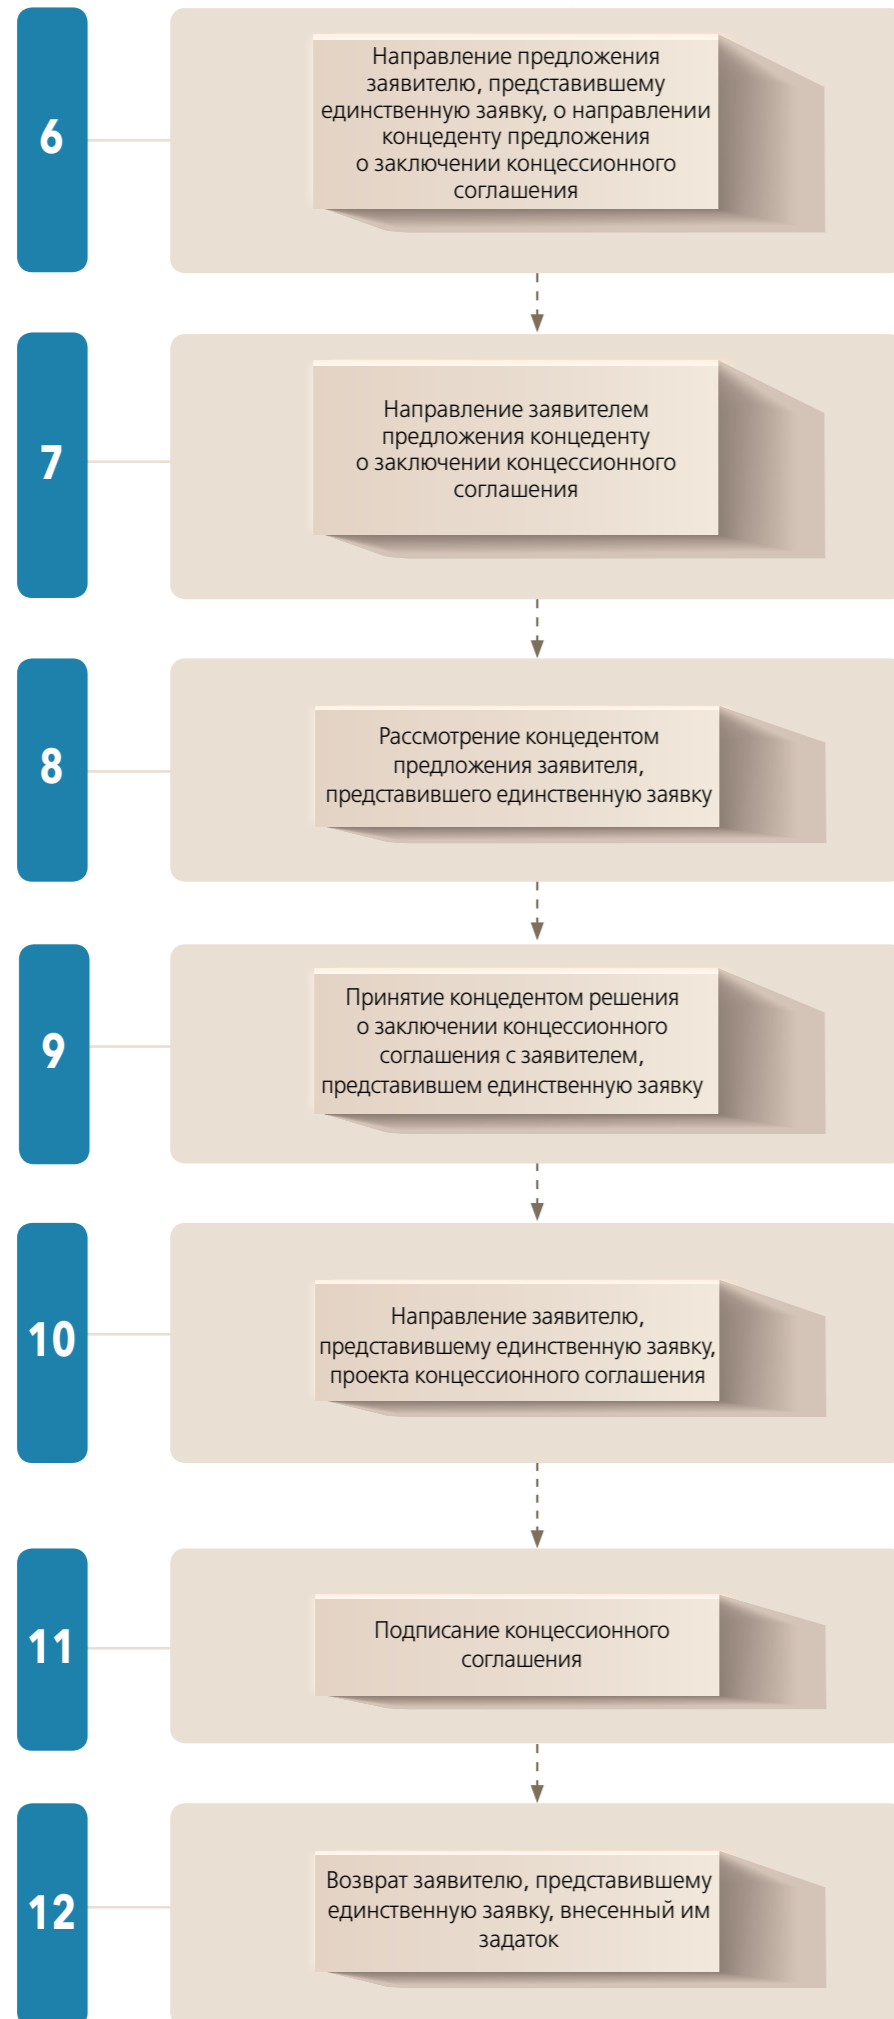 6
Направление предложения
заявителю, представившему
единственную заявку, о направлении
концеденту предложения
о заключении концессионного
соглашения
7
Направление заявителем
предложения концеденту
о заключении концессионного
соглашения
8
Рассмотрение концедентом
предложения заявителя,
представившего единственную заявку
9
Принятие концедентом решения
о заключении концессионного
соглашения с заявителем,
представившем единственную заявку
10
Направление заявителю,
представившему единственную заявку,
проекта концессионного соглашения
11
Подписание концессионного
соглашения
12
Возврат заявителю, представившему
единственную заявку, внесенный им
задаток